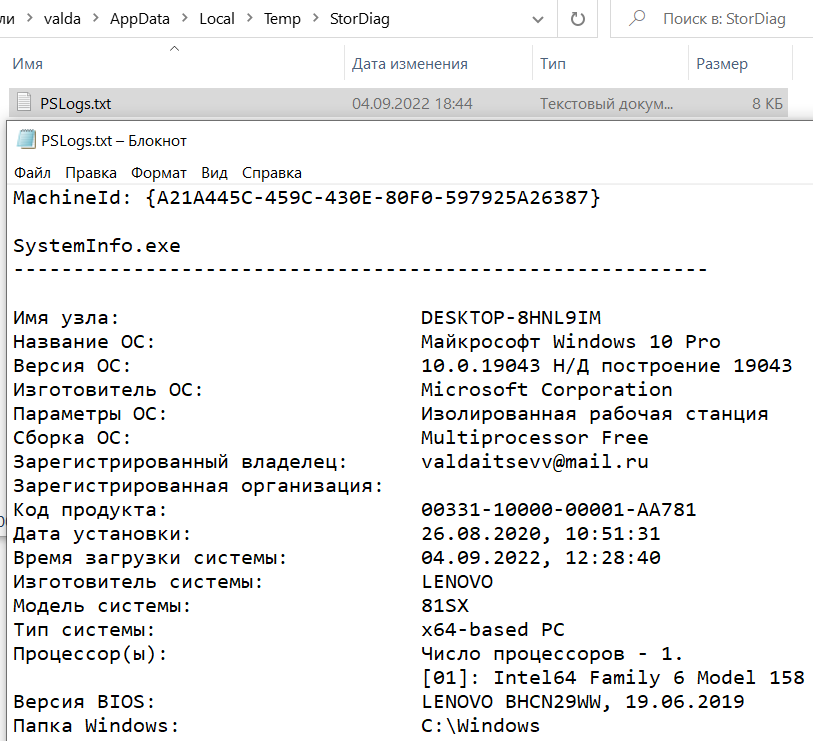 ли > valda > AppData > Local > Temp > StorDiag
Поиск в: StorDiag
Имя Дата изменения Тип Размер
PSLogs.txt 04.09.2022 18:44 Текстовый докум... 8 КБ
PSLogs.txt – Блокнот
Файл Правка Формат Вид Справка
MachineId: {A21A445C-459C-430E-80F0-597925A26387}
SystemInfo.exe
----------------------------------------------------------
Имя узла: DESKTOP-8HNL9IM
Название ОС: Майкрософт Windows 10 Pro
Версия ОС: 10.0.19043 Н/Д построение 19043
Изготовитель ОС: Microsoft Corporation
Параметры ОС: Изолированная рабочая станция
Сборка ОС: Multiprocessor Free
Зарегистрированный владелец: valdaitsevv@mail.ru
Зарегистрированная организация:
Код продукта: 00331-10000-00001-AA781
Дата установки: 26.08.2020, 10:51:31
Время загрузки системы: 04.09.2022, 12:28:40
Изготовитель системы: LENOVO
Модель системы: 81SX
Тип системы: x64-based PC
Процессор(ы): Число процессоров - 1.
[01]: Intel64 Family 6 Model 158
Версия BIOS: LENOVO BHCN29WW, 19.06.2019
Папка Windows: C:\Windows